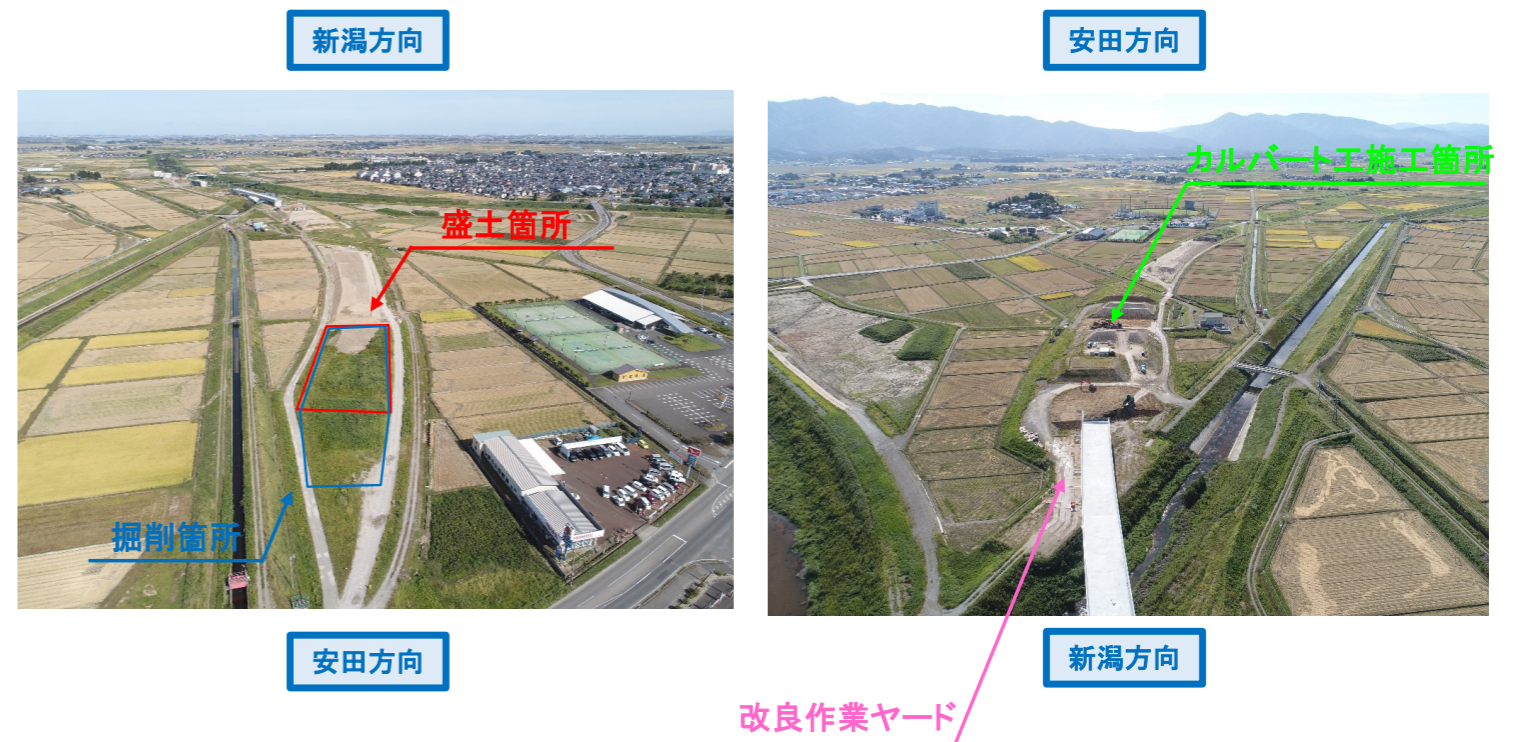 新潟方向
安田方向
盛土箇所
カルバート工施工箇所
掘削箇所
安田方向
新潟方向
改良作業ヤード